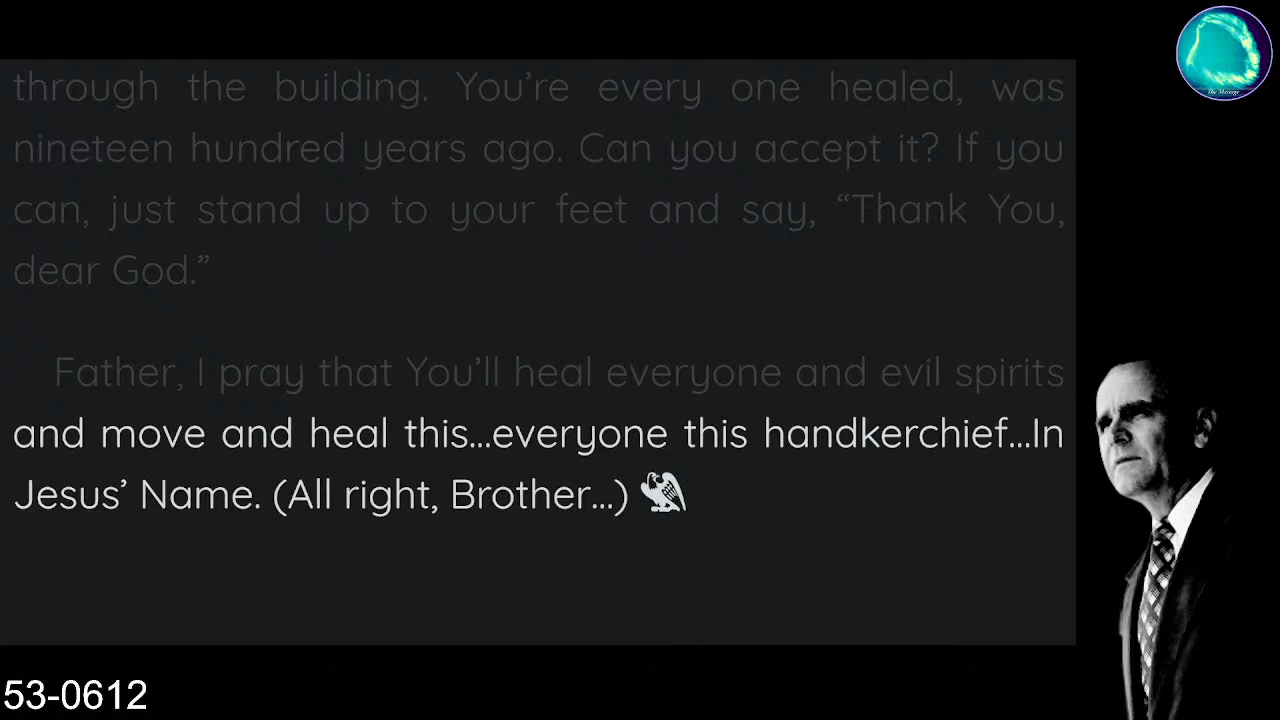 through the building. You’re every one healed, was
nineteen hundred years ago. Can you accept it? If you
can, just stand up to your feet and say, “Thank You,
dear God.”
Father, I pray that You’ll heal everyone and evil spirits
and move and heal this...everyone this handkerchief...In
Jesus’ Name. (All right, Brother...)
53-0612
The Message